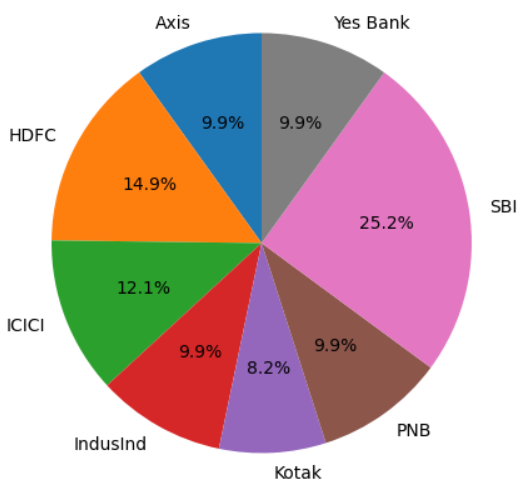 Axis
Yes Bank
9.9%
9.9%
HDFC
14.9%
SBI
25.2%
12.1%
ICICI
9.9%
9.9%
8.2%
PNB
IndusInd
Kotak